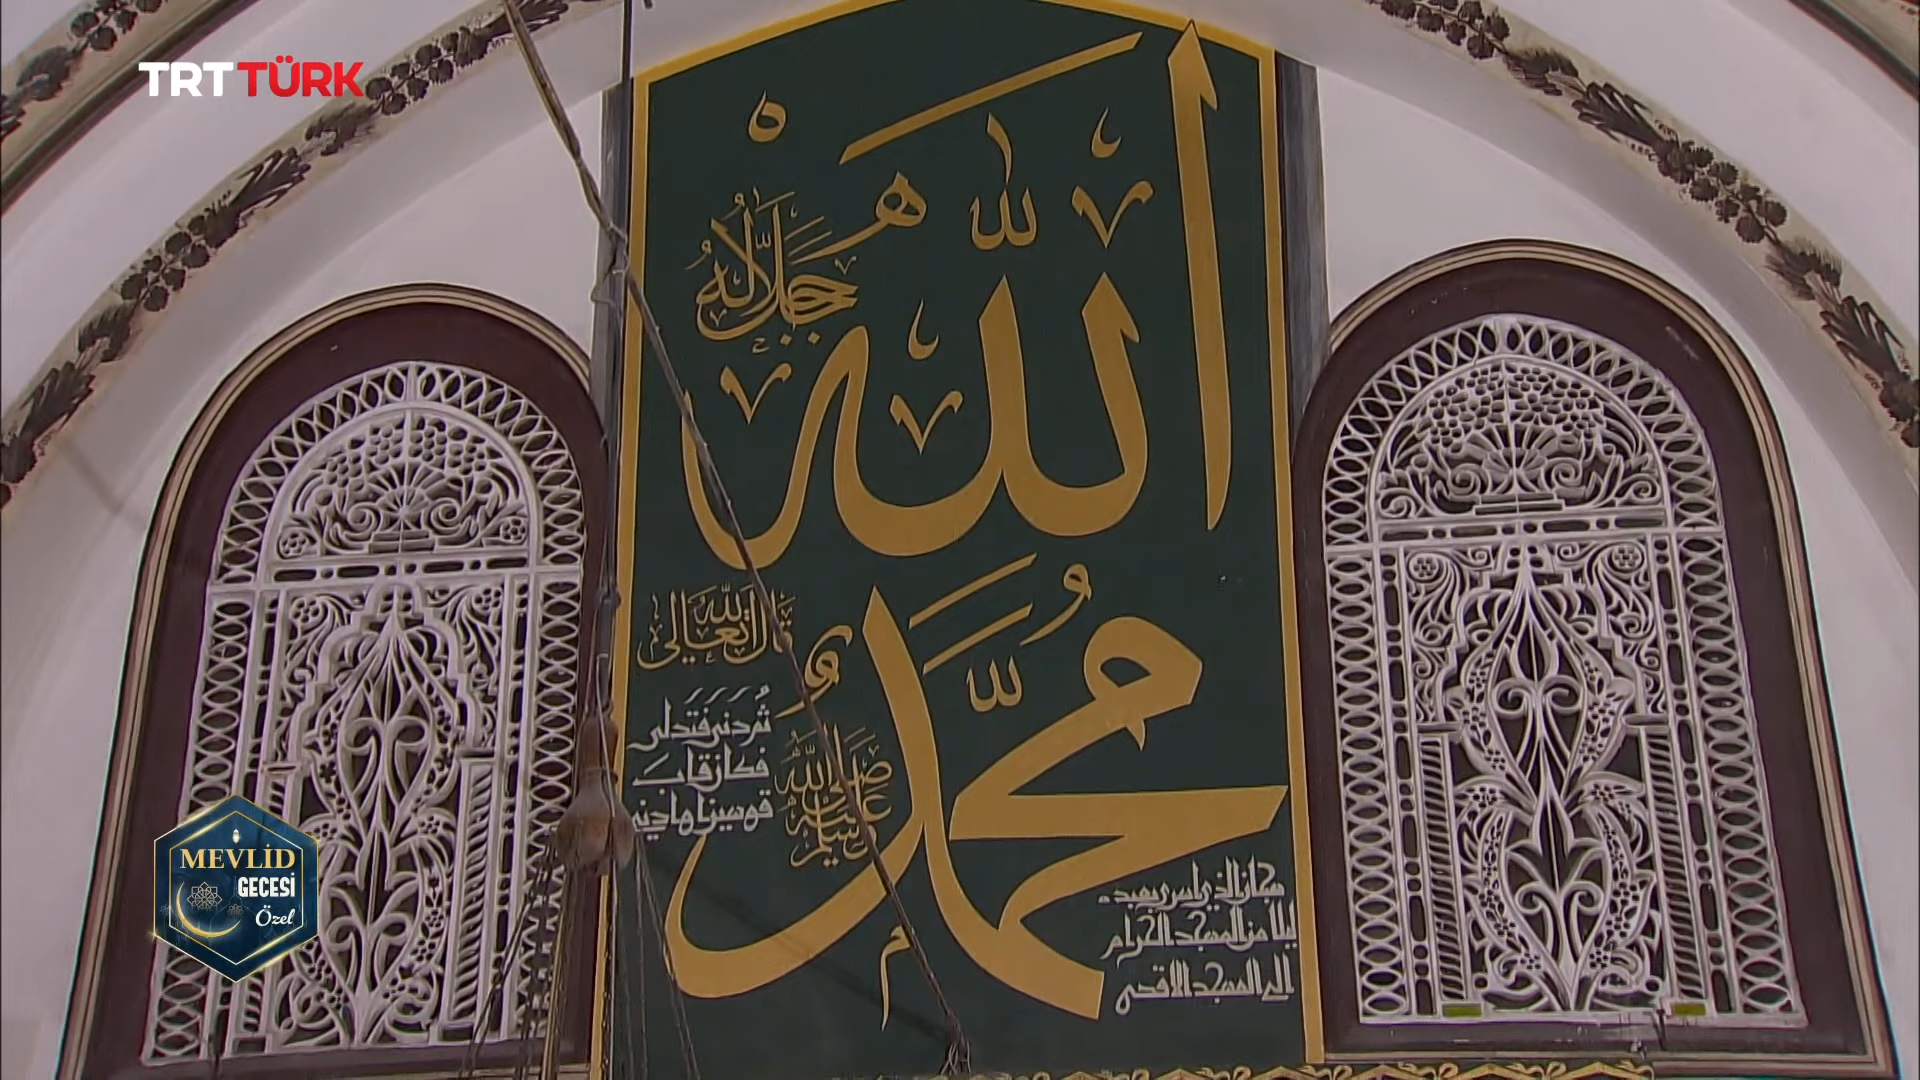 TRT TÜRK
الله
جل جلاله
محمد
قال الله تعالى
ثم دنى فتدلى
فكان قاب
قوسين او ادنى
صلى الله عليه وسلم
سبحان الذي اسرى بعبده
ليلا من المسجد الحرام
الى المسجد الاقصى
MEVLİD
GECESİ
Özel